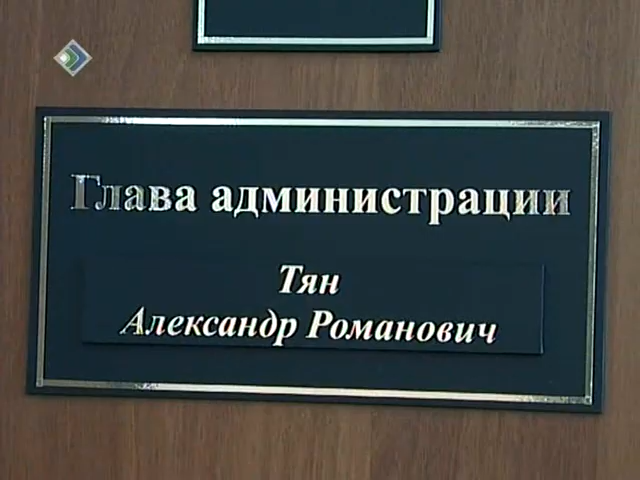 Глава администрации
Тян
Александр Романович